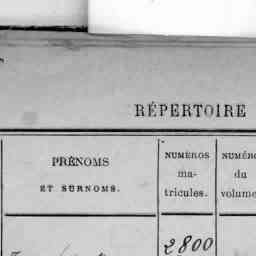 RÉPERTOIRE
PRÉNOMS
ET SURNOMS.
NUMÉROS
ma-
tricules.
NUMÉRO
du
volume
2800